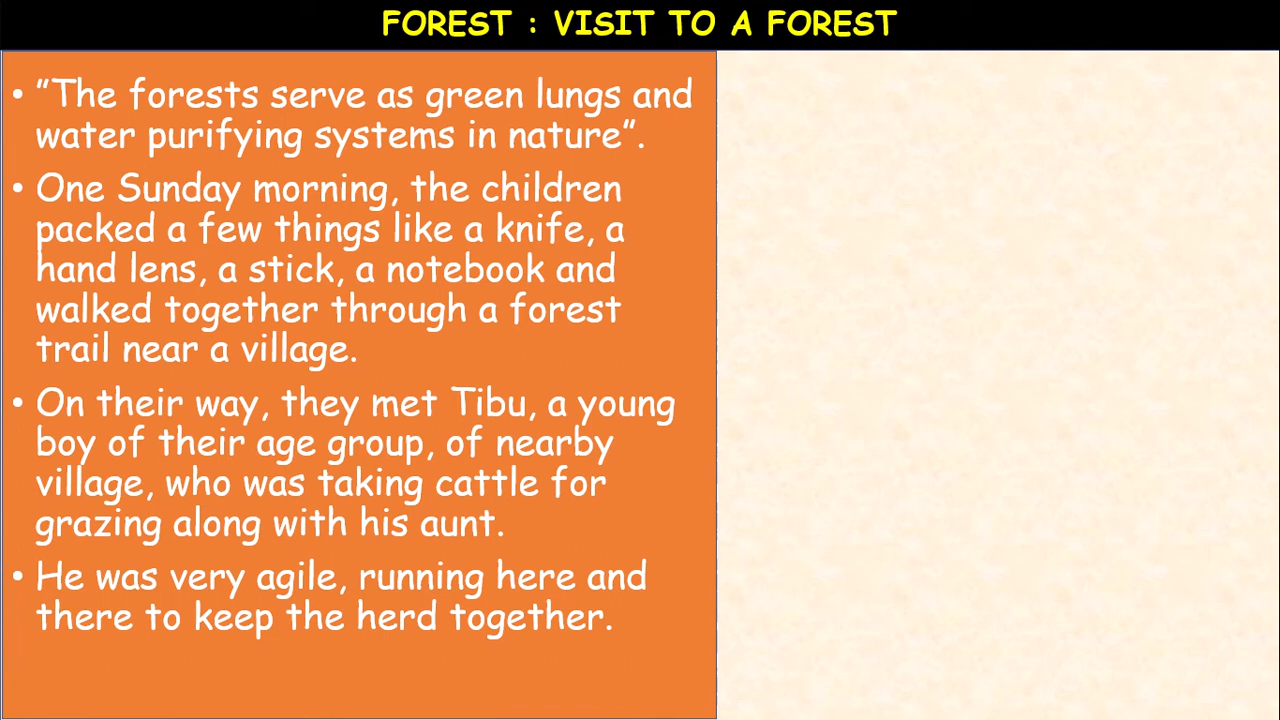 FOREST : VISIT TO A FOREST
• ”The forests serve as green lungs and
water purifying systems in nature”.
• One Sunday morning, the children
packed a few things like a knife, a
hand lens, a stick, a notebook and
walked together through a forest
trail near a village.
• On their way, they met Tibu, a young
boy of their age group, of nearby
village, who was taking cattle for
grazing along with his aunt.
• He was very agile, running here and
there to keep the herd together.